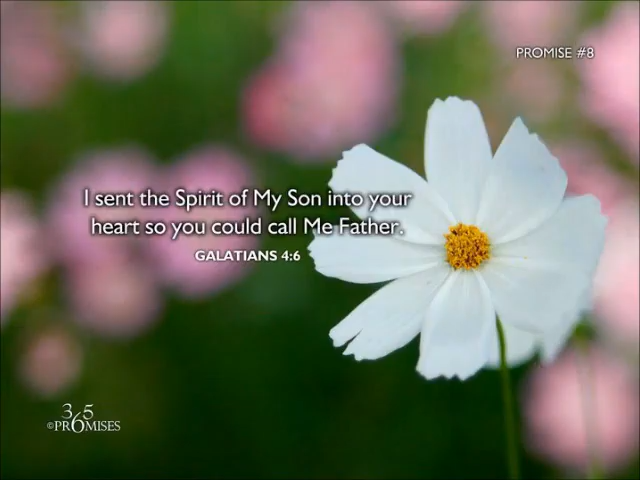 PROMISE #8
I sent the Spirit of My Son into your
heart so you could call Me Father.
GALATIANS 4:6
365
©PROMISES